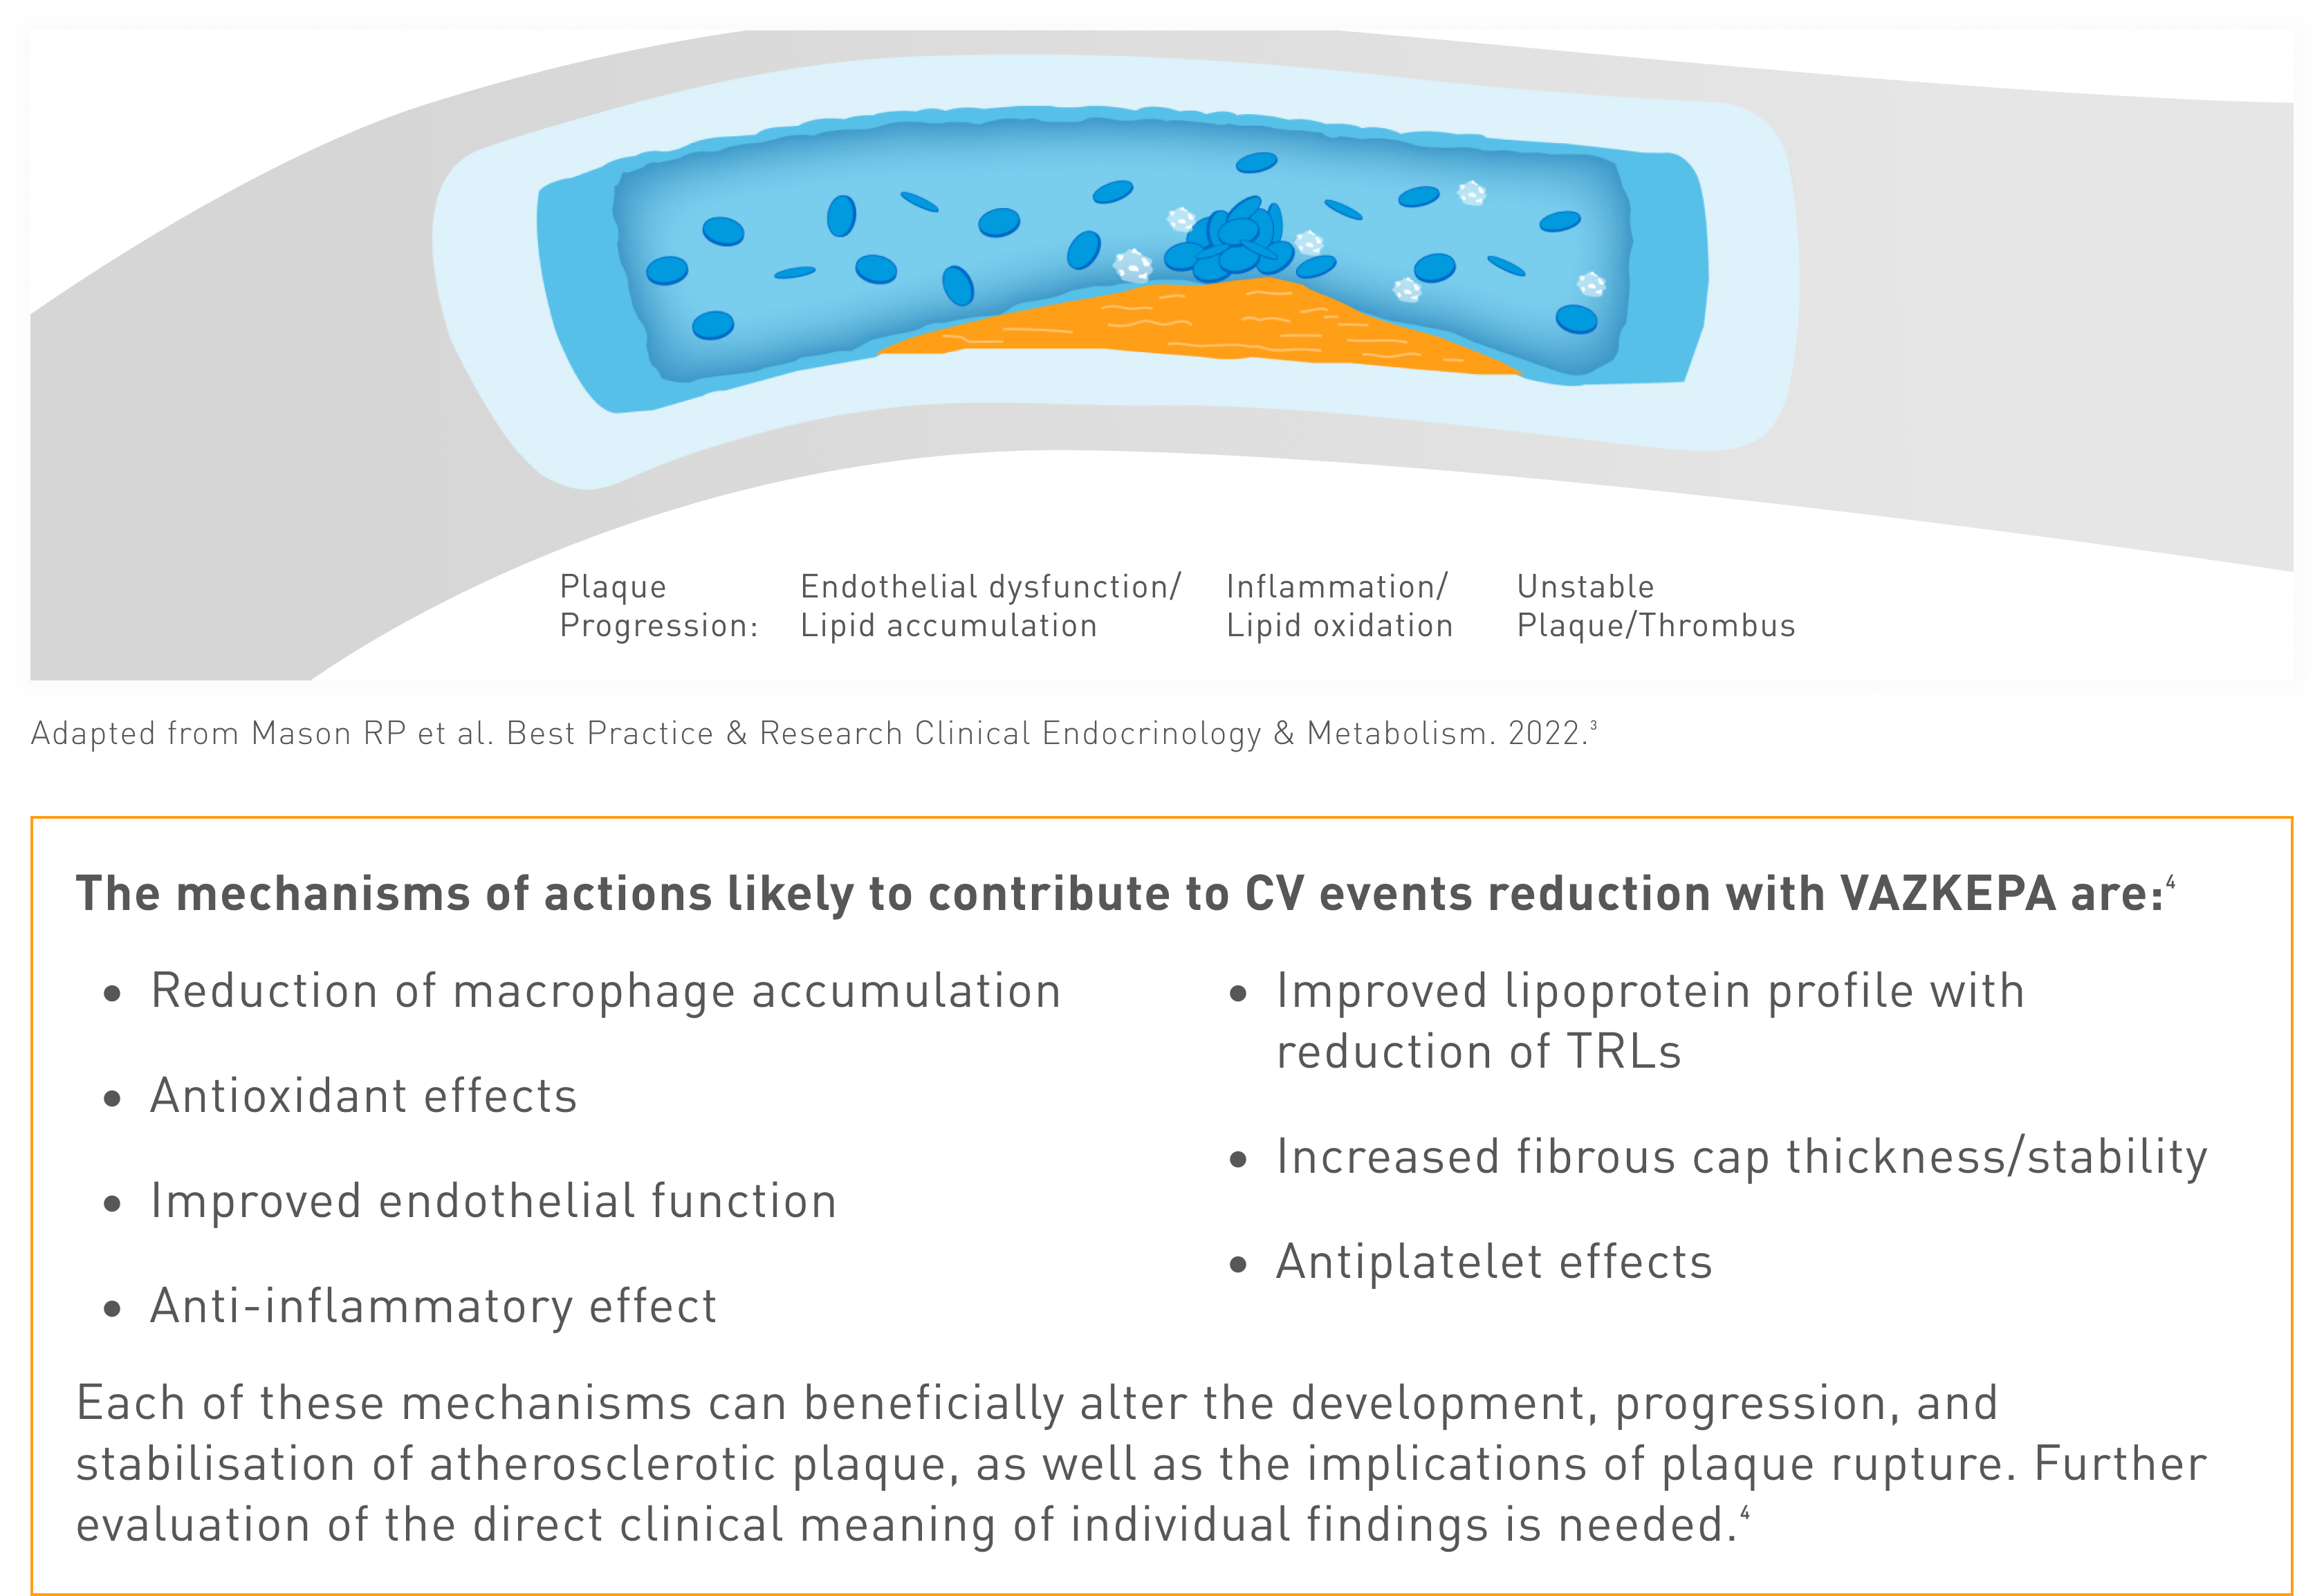 Plaque Progression:
Endothelial dysfunction/
Lipid accumulation
Inflammation/
Lipid oxidation
Unstable
Plaque/Thrombus
Adapted from Mason RP et al. Best Practice & Research Clinical Endocrinology & Metabolism. 2022.³
The mechanisms of actions likely to contribute to CV events reduction with VAZKEPA are:⁴
• Reduction of macrophage accumulation
• Antioxidant effects
• Improved endothelial function
• Anti-inflammatory effect
• Improved lipoprotein profile with
reduction of TRLs
• Increased fibrous cap thickness/stability
• Antiplatelet effects
Each of these mechanisms can beneficially alter the development, progression, and
stabilisation of atherosclerotic plaque, as well as the implications of plaque rupture. Further
evaluation of the direct clinical meaning of individual findings is needed.⁴